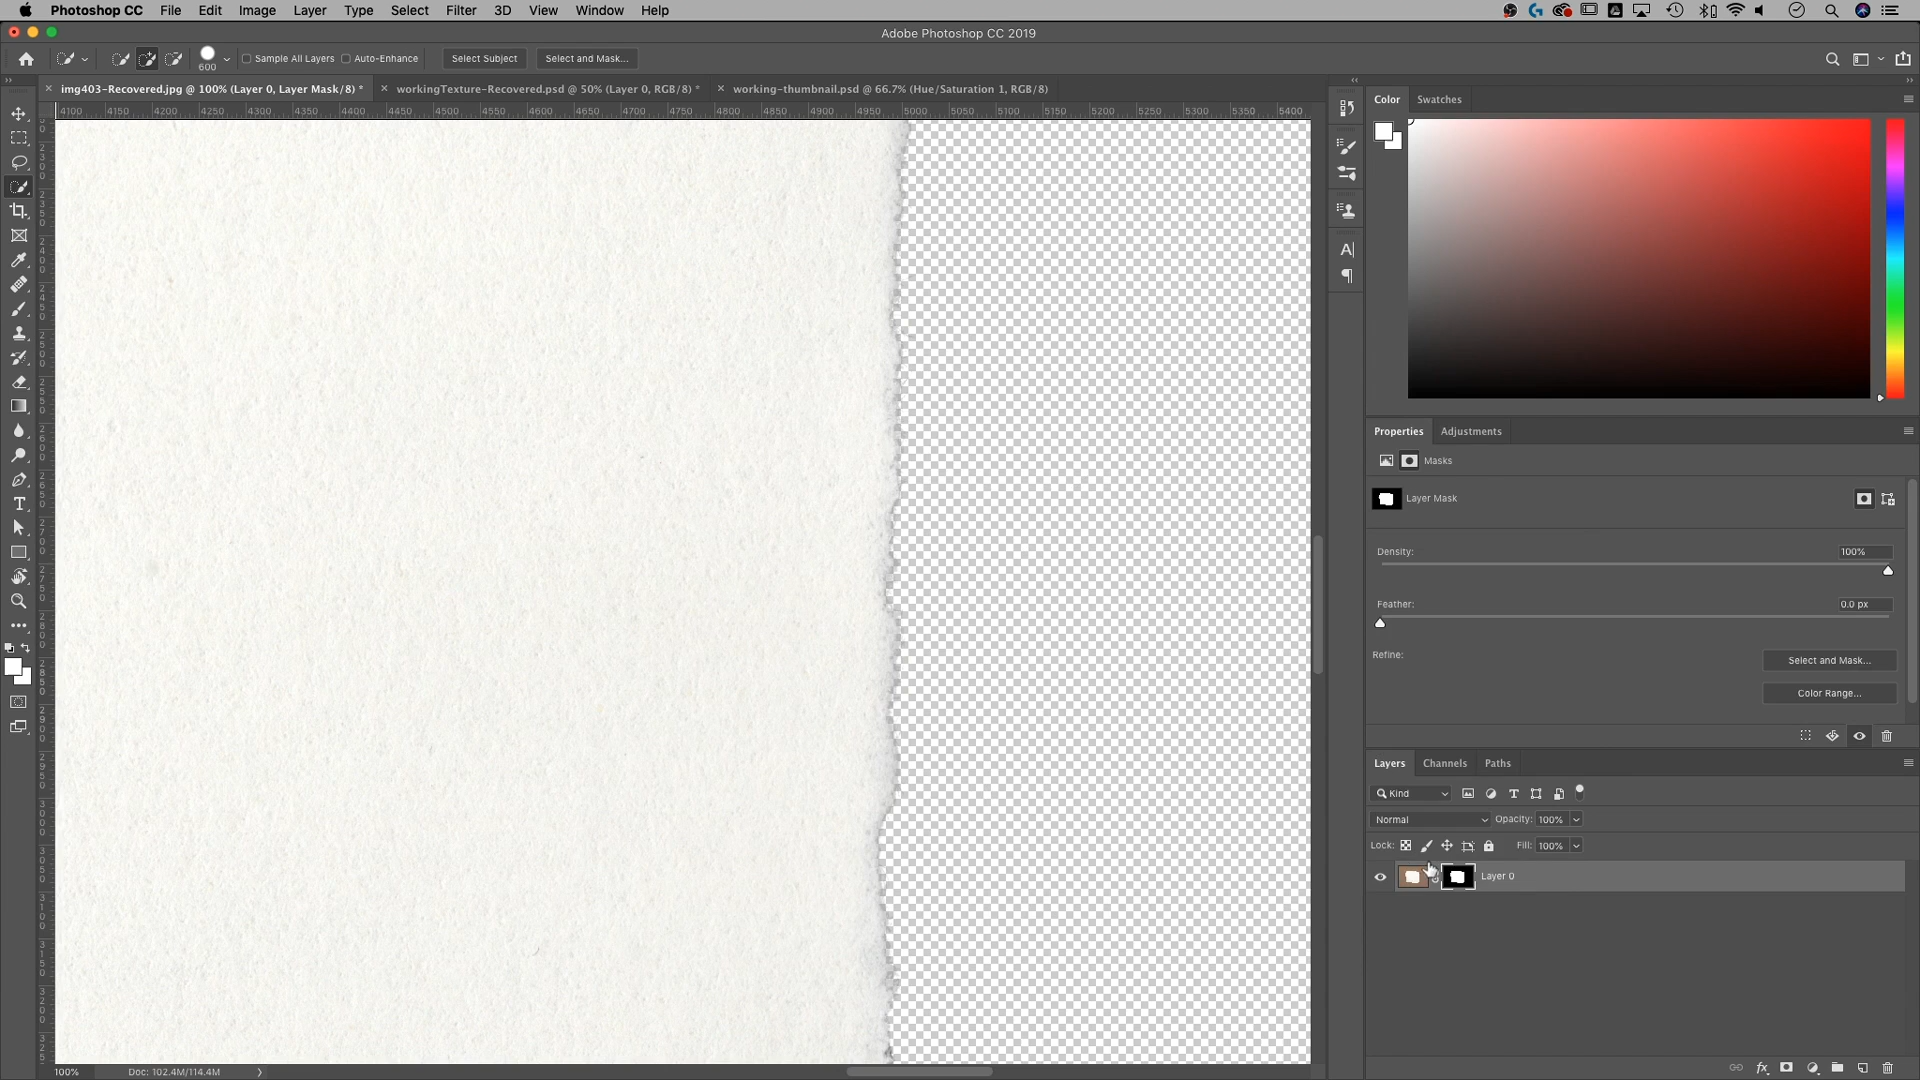 Photoshop CC File Edit Image Layer Type Select Filter 3D View Window Help
Adobe Photoshop CC 2019
600 Sample All Layers Auto-Enhance Select Subject Select and Mask...
img403-Recovered.jpg @ 100% (Layer 0, Layer Mask/8) * workingTexture-Recovered.psd @ 50% (Layer 0, RGB/8) * working-thumbnail.psd @ 66.7% (Hue/Saturation 1, RGB/8)
4100 4150 4200 4250 4300 4350 4400 4450 4500 4550 4600 4650 4700 4750 4800 4850 4900 4950 5000 5050 5100 5150 5200 5250 5300 5350 5400
Color Swatches
Properties Adjustments
Masks
Layer Mask
Density: 100%
Feather: 0.0 px
Refine:
Select and Mask...
Color Range...
Layers Channels Paths
Kind
Normal Opacity: 100%
Lock: Fill: 100%
Layer 0
100% Doc: 102.4M/114.4M